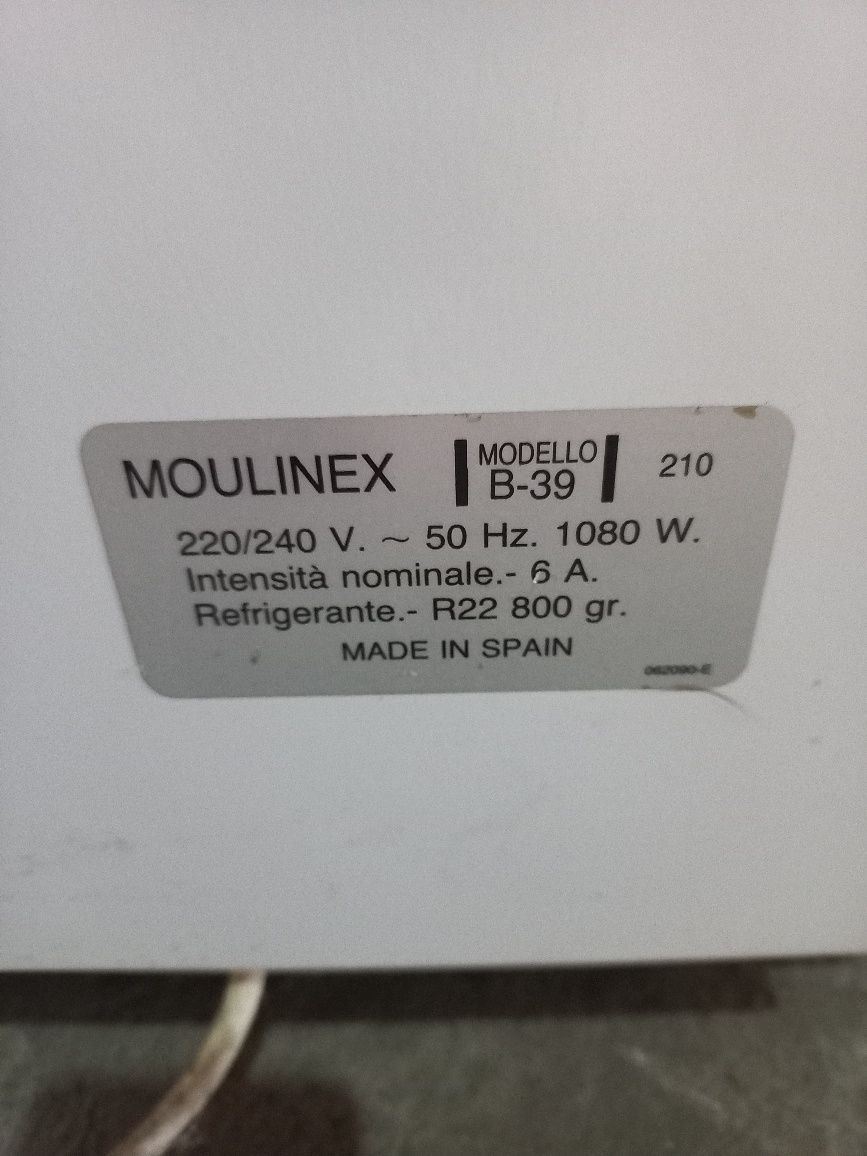 MOULINEX MODELLO B-39 210
220/240 V. ~ 50 Hz. 1080 W.
Intensità nominale.- 6 A.
Refrigerante.- R22 800 gr.
MADE IN SPAIN
062090-E